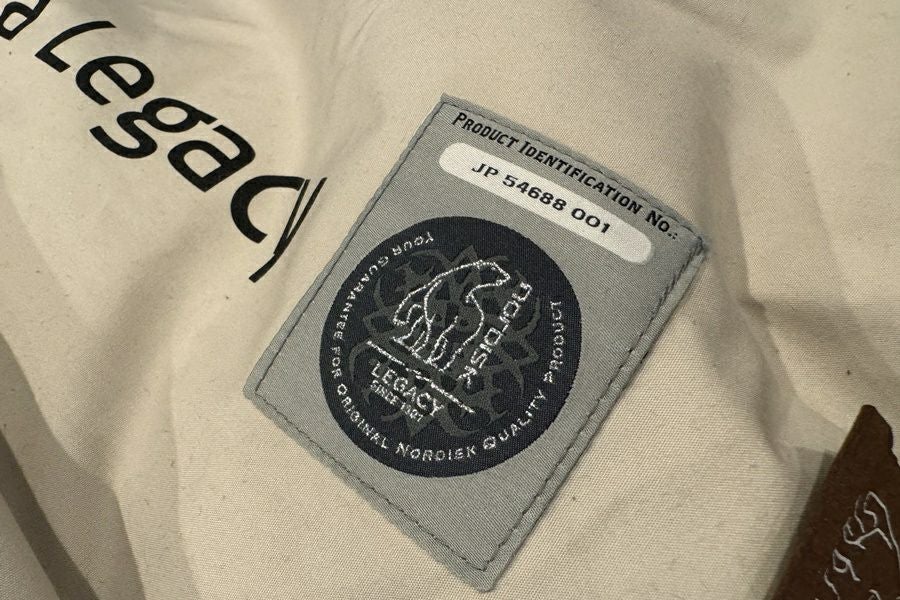 a Legacy
PRODUCT IDENTIFICATION NO.:
JP 54688 001
nordisk
LEGACY
SINCE 1901
YOUR GUARANTEE FOR ORIGINAL NORDISK QUALITY PRODUCT